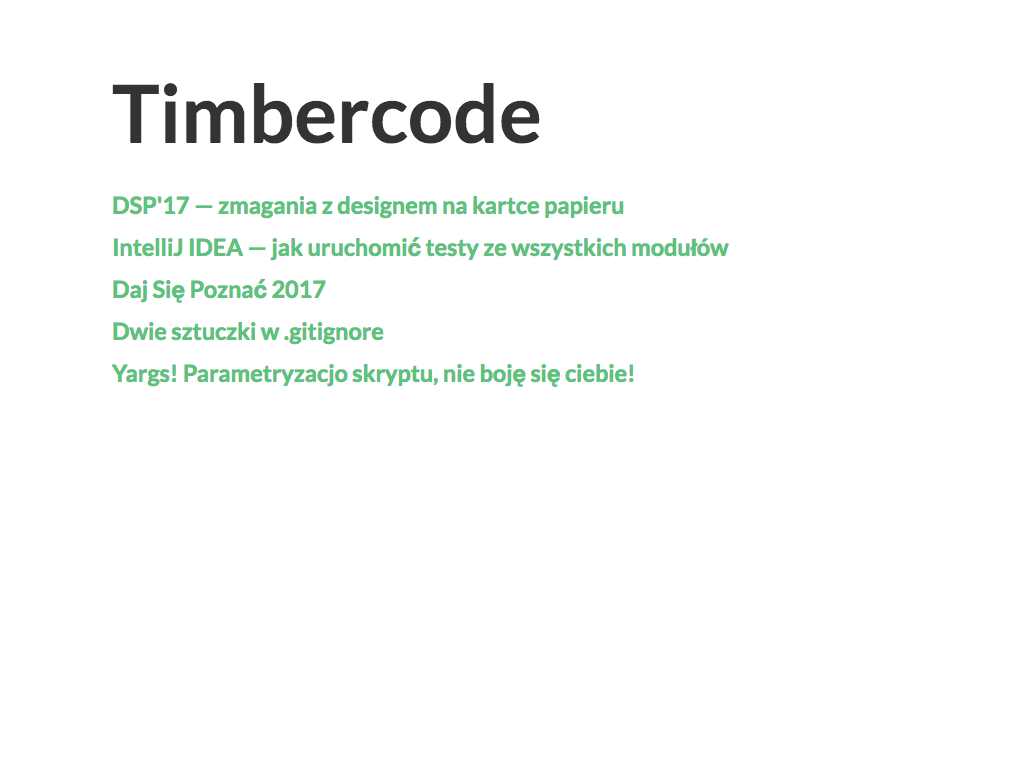 Timbercode
DSP'17 — zmagania z designem na kartce papieru
IntelliJ IDEA — jak uruchomić testy ze wszystkich modułów
Daj Się Poznać 2017
Dwie sztuczki w .gitignore
Yargs! Parametryzacjo skryptu, nie boję się ciebie!